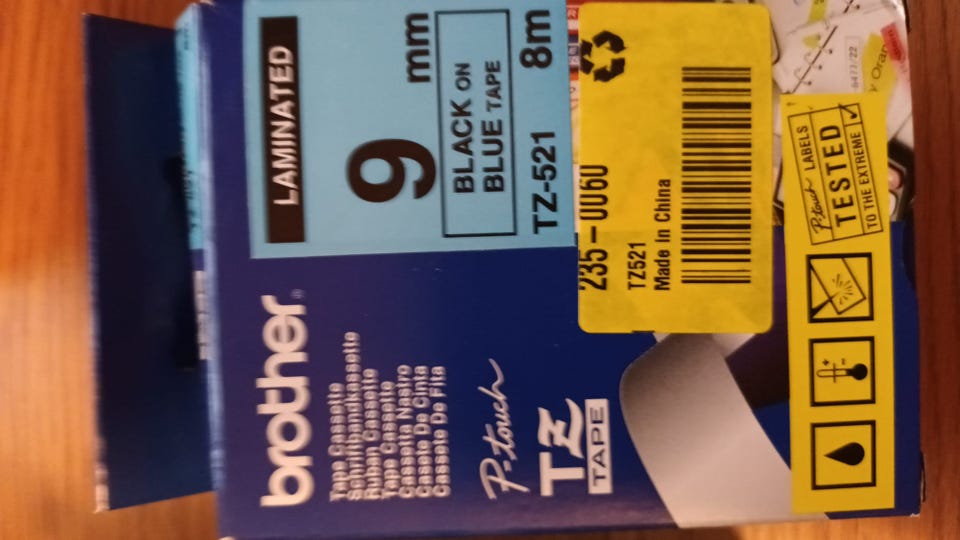 LAMINATED
9 mm
BLACK ON
BLUE TAPE
TZ-521 8m
brother
Tape Cassette
Schriftbandkassette
Ruban Cassette
Tape Cassette
Cassetta Nastro
Casete De Cinta
Cassete De Fita
P-touch
TZ
TAPE
235-0060
TZ521
Made in China
P-touch LABELS
TESTED
TO THE EXTREME